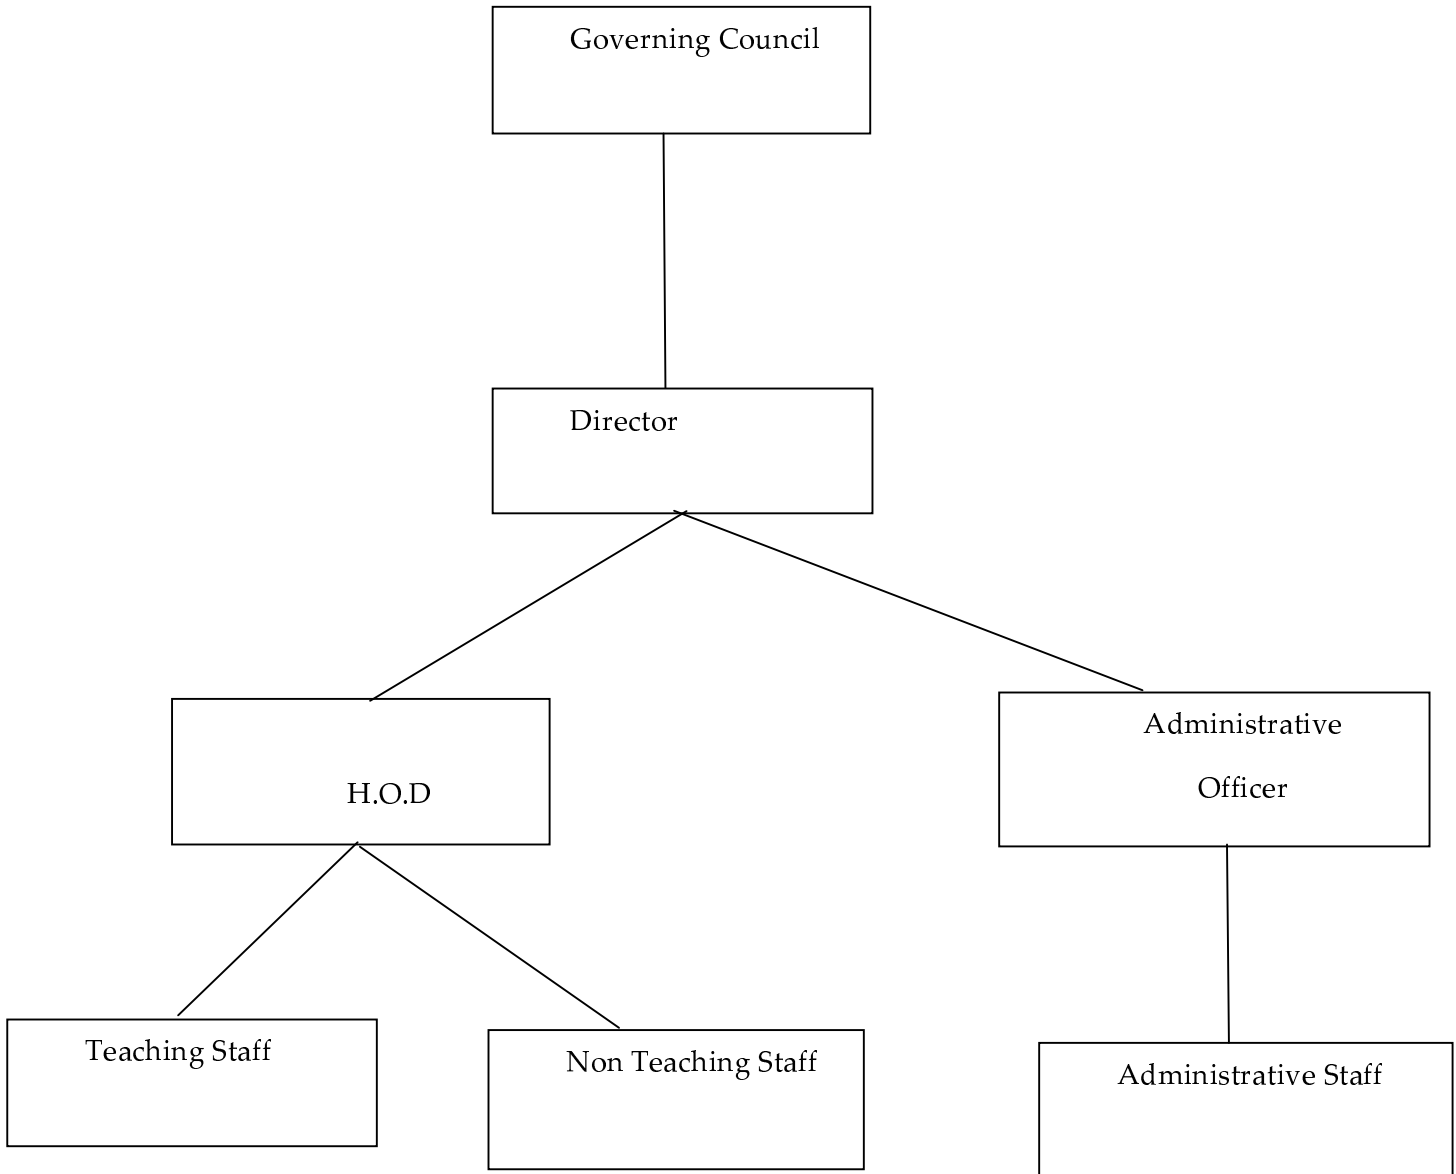 Governing Council
Director
H.O.D
Administrative
Officer
Teaching Staff
Non Teaching Staff
Administrative Staff